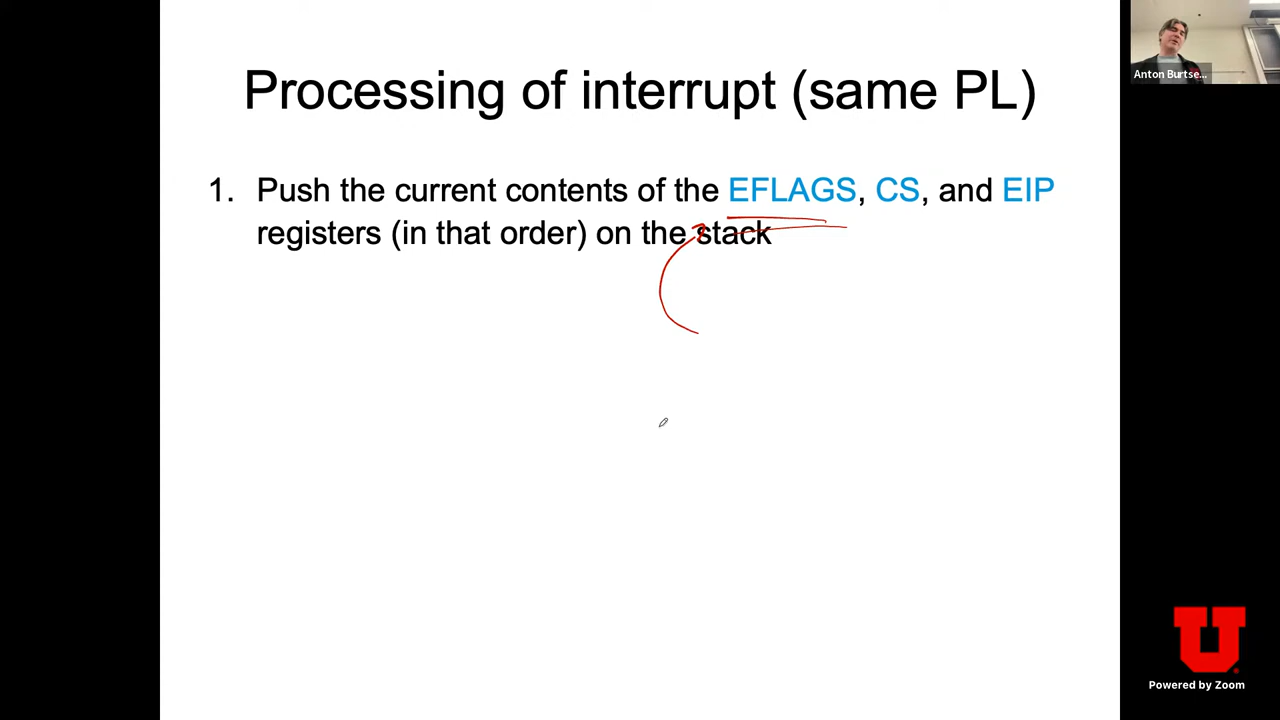 Processing of interrupt (same PL)
1. Push the current contents of the EFLAGS, CS, and EIP
registers (in that order) on the stack
Anton Burtse...
U
Powered by Zoom